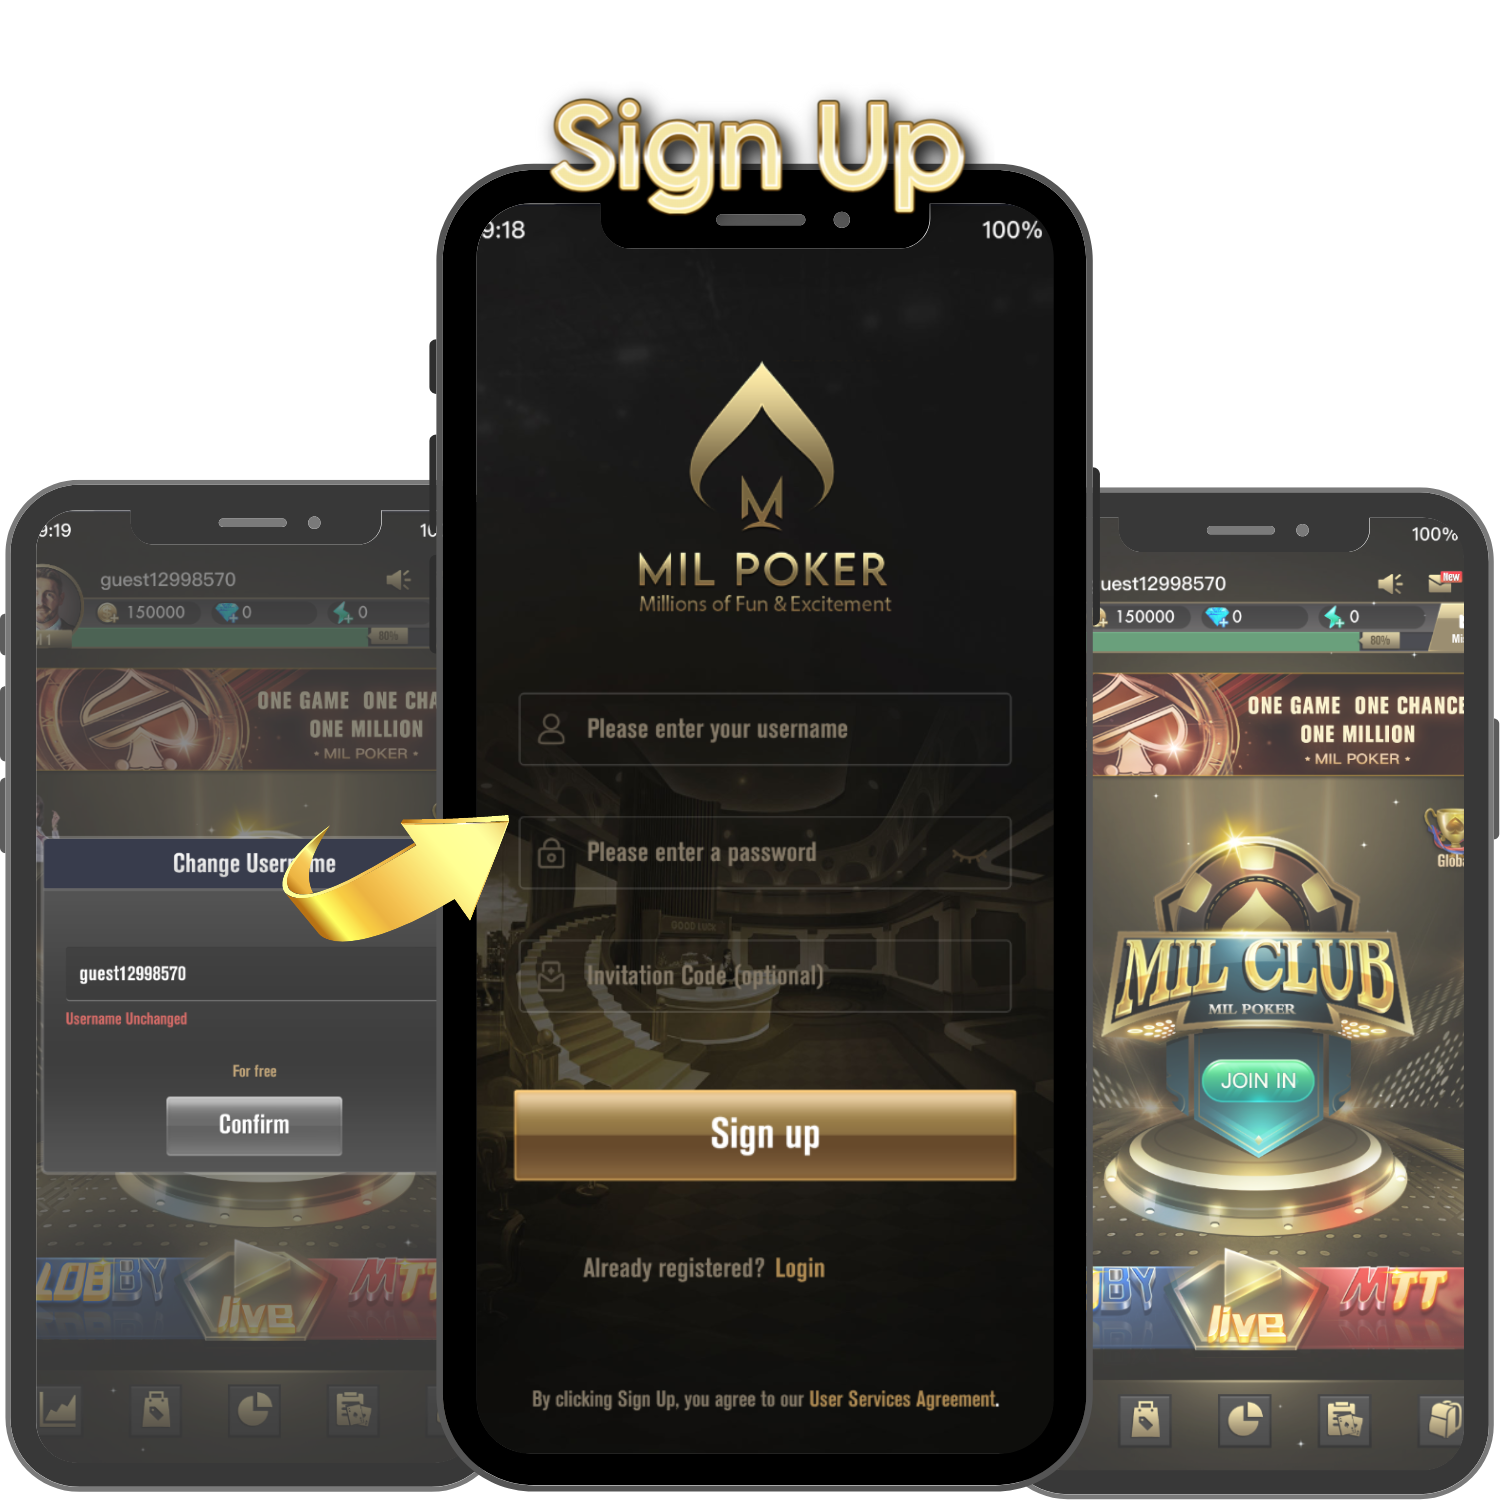 Sign Up
9:18
100%
MIL POKER
Millions of Fun & Excitement
Please enter your username
Please enter a password
GOOD LUCK
Invitation Code (optional)
Sign up
Already registered? Login
By clicking Sign Up, you agree to our User Services Agreement.
9:19
guest12998570
150000
0
0
80%
ONE GAME ONE CHA
ONE MILLION
• MIL POKER •
Change Username
guest12998570
Username Unchanged
For free
Confirm
LOBBY
live
MTT
100%
uest12998570
New
150000
0
0
80%
ONE GAME ONE CHANCE
ONE MILLION
• MIL POKER •
Globa
MIL CLUB
MIL POKER
JOIN IN
BY
live
MTT